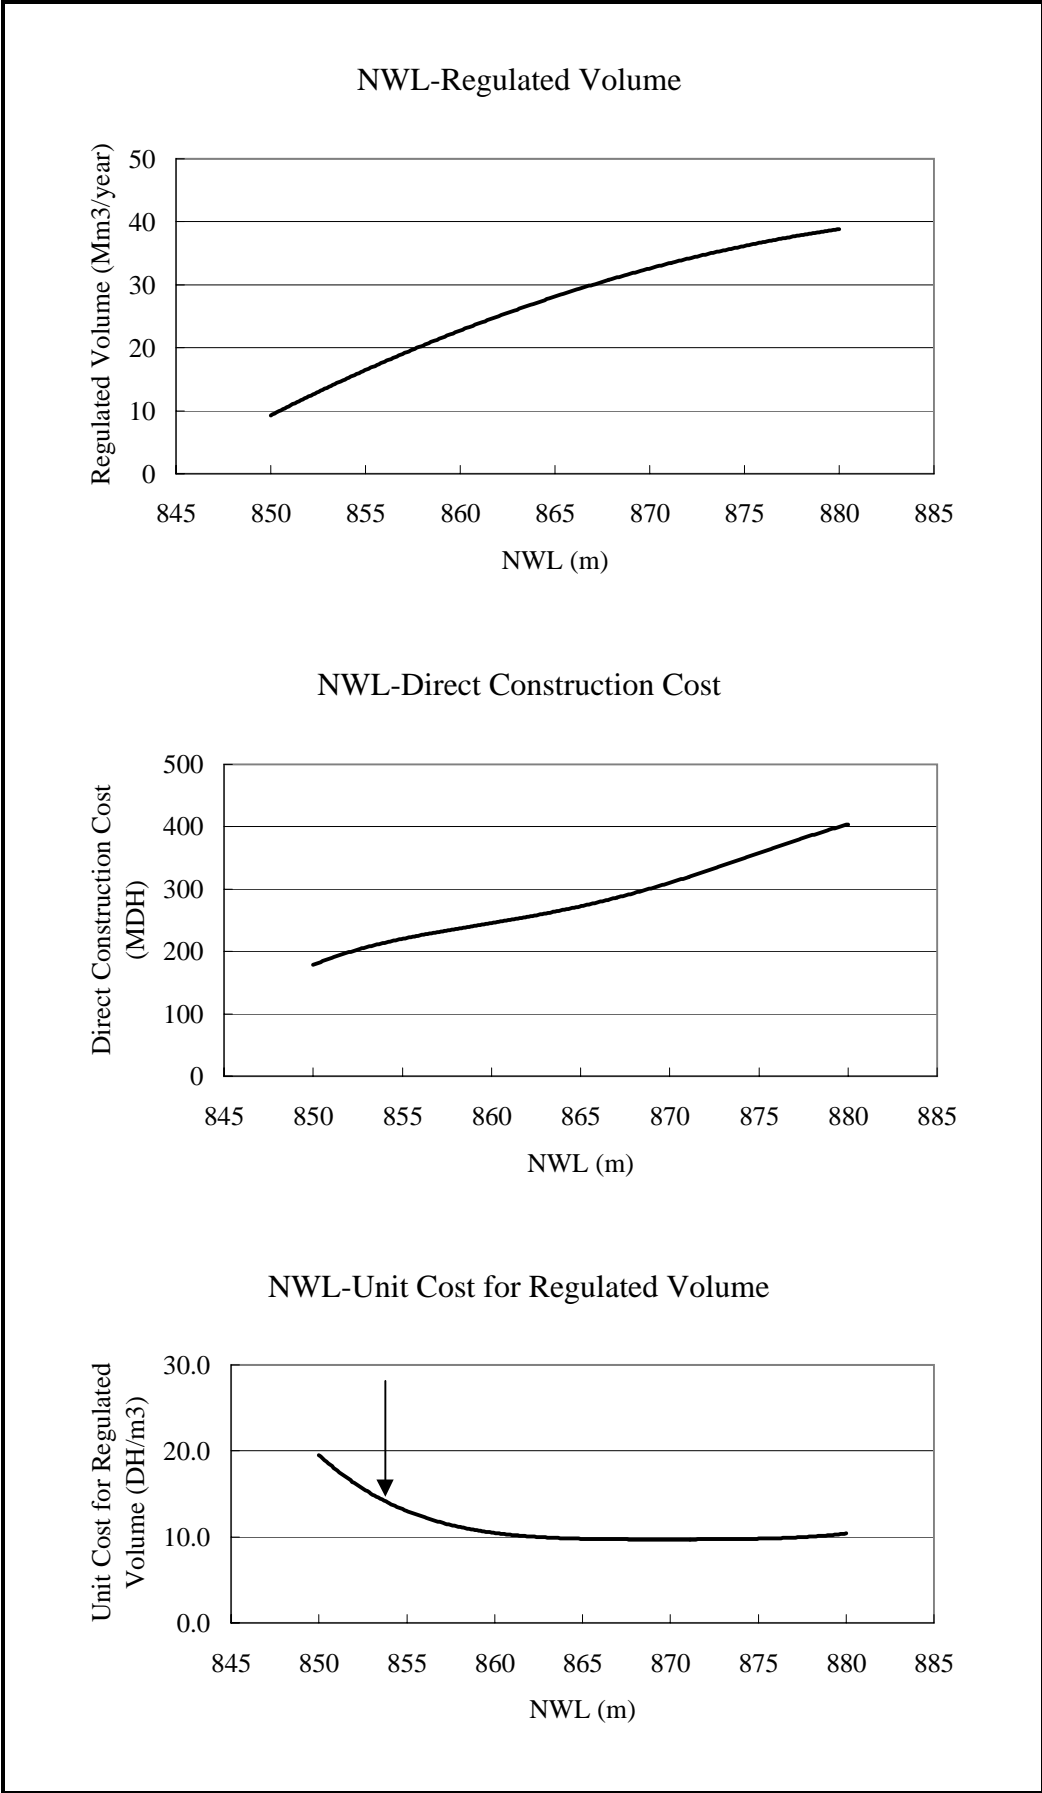 NWL-Regulated Volume
Regulated Volume (Mm3/year)
50
40
30
20
10
0
845 850 855 860 865 870 875 880 885
NWL (m)
NWL-Direct Construction Cost
Direct Construction Cost
(MDH)
500
400
300
200
100
0
845 850 855 860 865 870 875 880 885
NWL (m)
NWL-Unit Cost for Regulated Volume
Unit Cost for Regulated
Volume (DH/m3)
30.0
20.0
10.0
0.0
845 850 855 860 865 870 875 880 885
NWL (m)